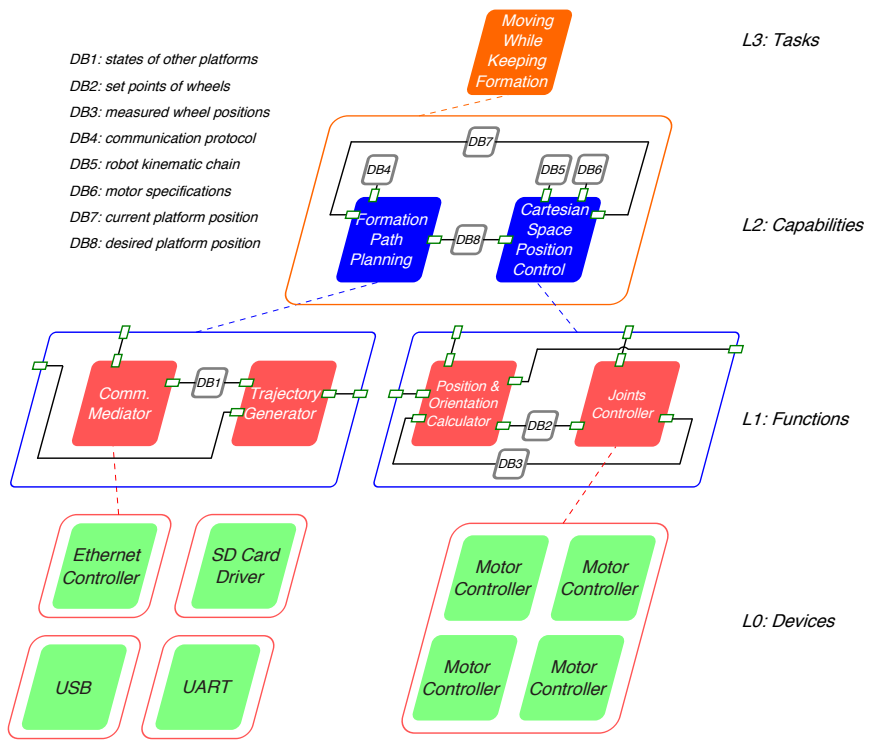 Moving
While
Keeping
Formation
L3: Tasks
DB1: states of other platforms
DB2: set points of wheels
DB3: measured wheel positions
DB4: communication protocol
DB5: robot kinematic chain
DB6: motor specifications
DB7: current platform position
DB8: desired platform position
DB7
DB4
DB5
DB6
Formation
Path
Planning
DB8
Cartesian
Space
Position
Control
L2: Capabilities
Comm.
Mediator
DB1
Trajectory
Generator
Position &
Orientation
Calculator
DB2
DB3
Joints
Controller
L1: Functions
Ethernet
Controller
SD Card
Driver
USB
UART
Motor
Controller
Motor
Controller
Motor
Controller
Motor
Controller
L0: Devices